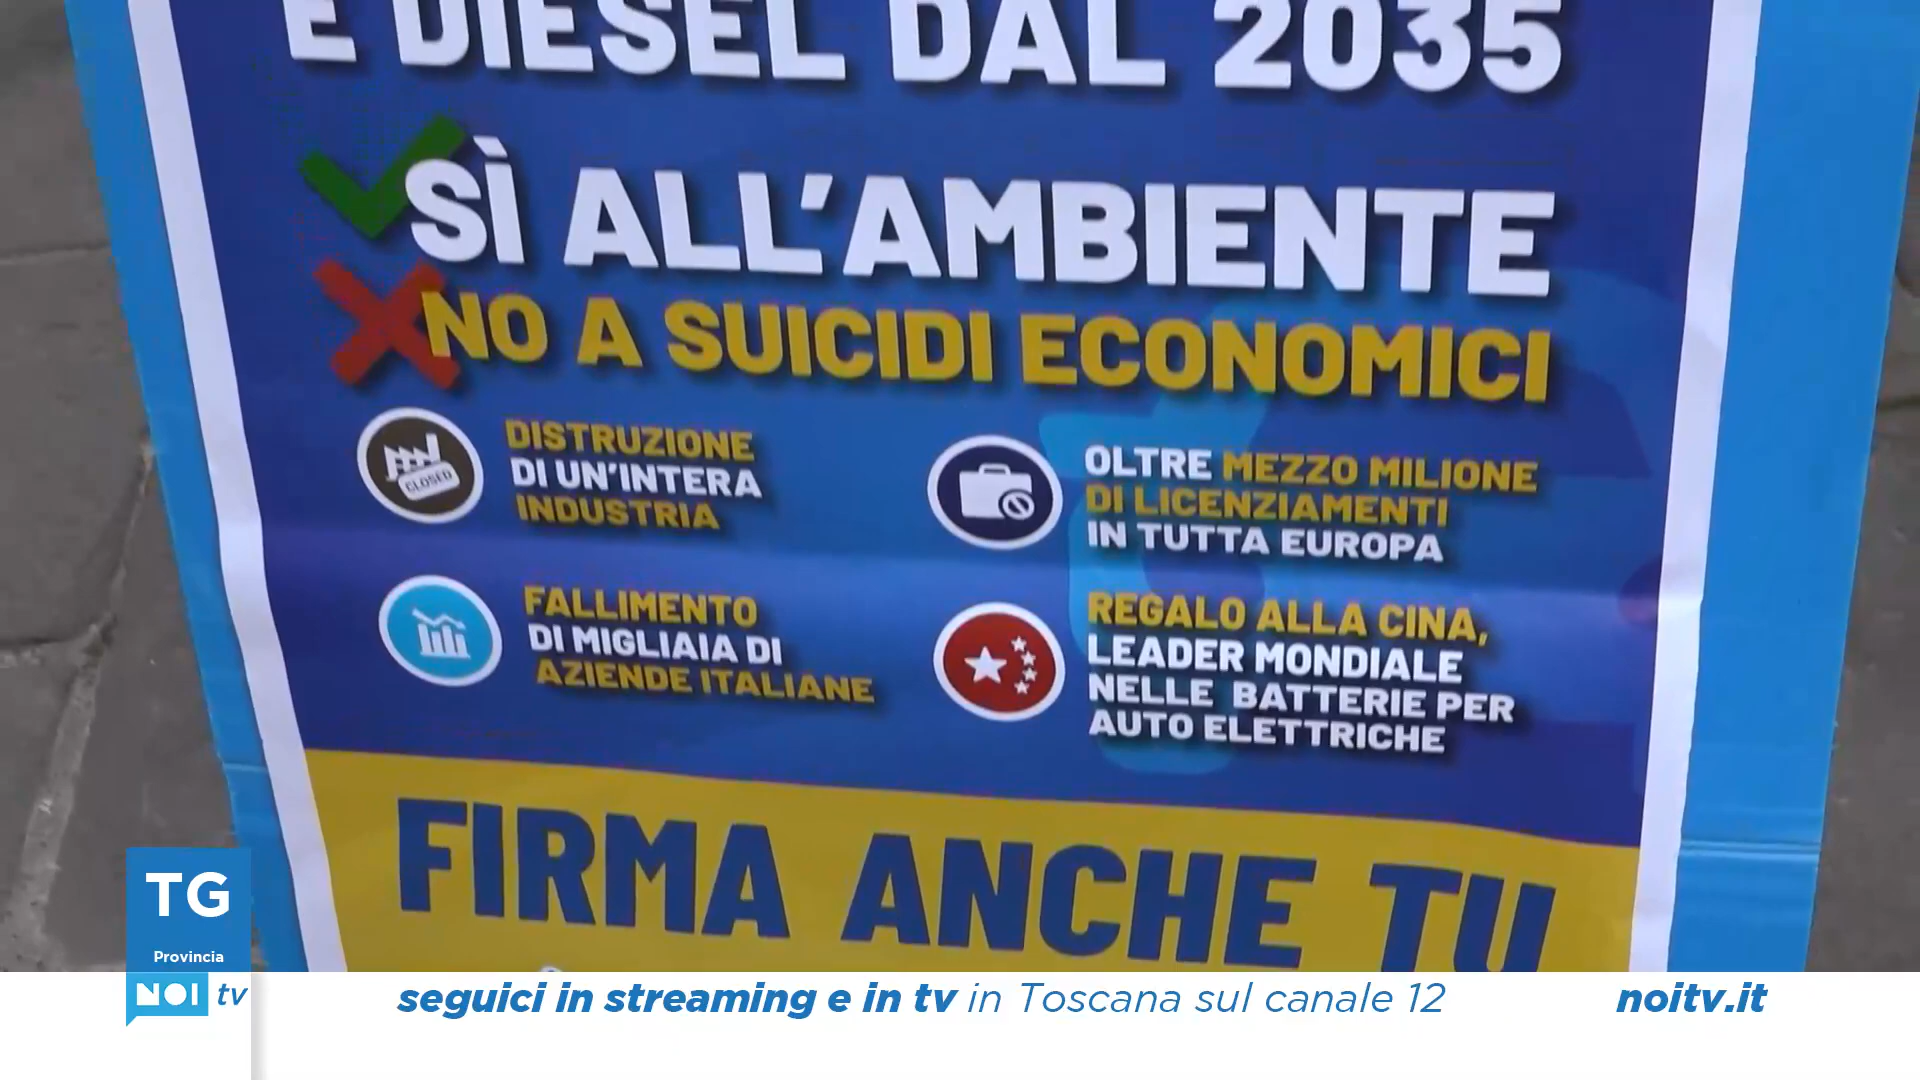 E DIESEL DAL 2035
SÌ ALL'AMBIENTE
NO A SUICIDI ECONOMICI
CLOSED
DISTRUZIONE
DI UN'INTERA
INDUSTRIA
OLTRE MEZZO MILIONE
DI LICENZIAMENTI
IN TUTTA EUROPA
FALLIMENTO
DI MIGLIAIA DI
AZIENDE ITALIANE
REGALO ALLA CINA,
LEADER MONDIALE
NELLE BATTERIE PER
AUTO ELETTRICHE
FIRMA ANCHE TU
TG
Provincia
NOI tv
seguici in streaming e in tv in Toscana sul canale 12
noitv.it